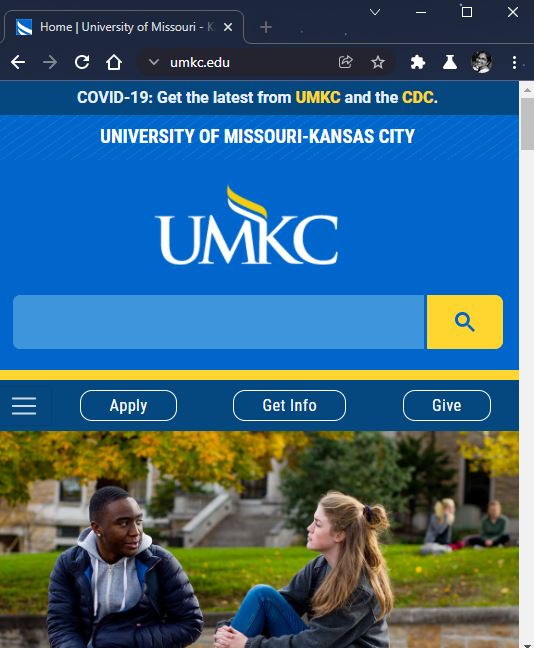 Home | University of Missouri - K
umkc.edu
COVID-19: Get the latest from UMKC and the CDC.
UNIVERSITY OF MISSOURI-KANSAS CITY
UMKC
Apply
Get Info
Give